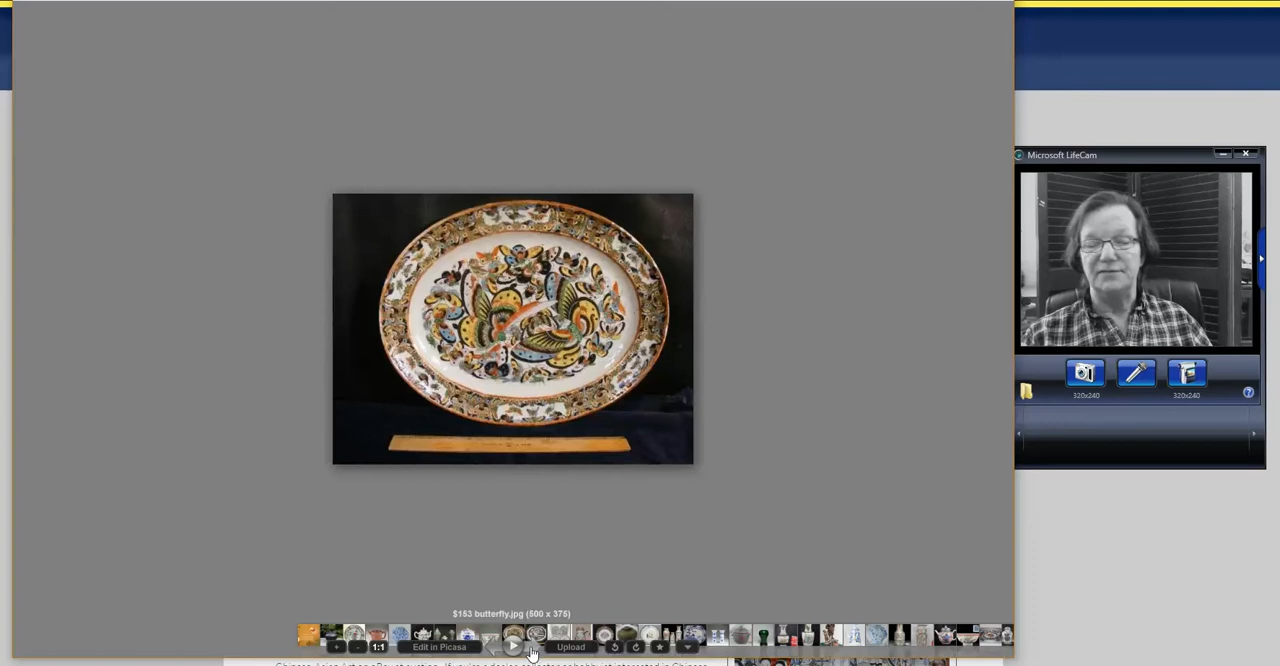 Microsoft LifeCam
320x240
320x240
$153 butterfly.jpg (500 x 375)
1:1
Edit in Picasa
Upload